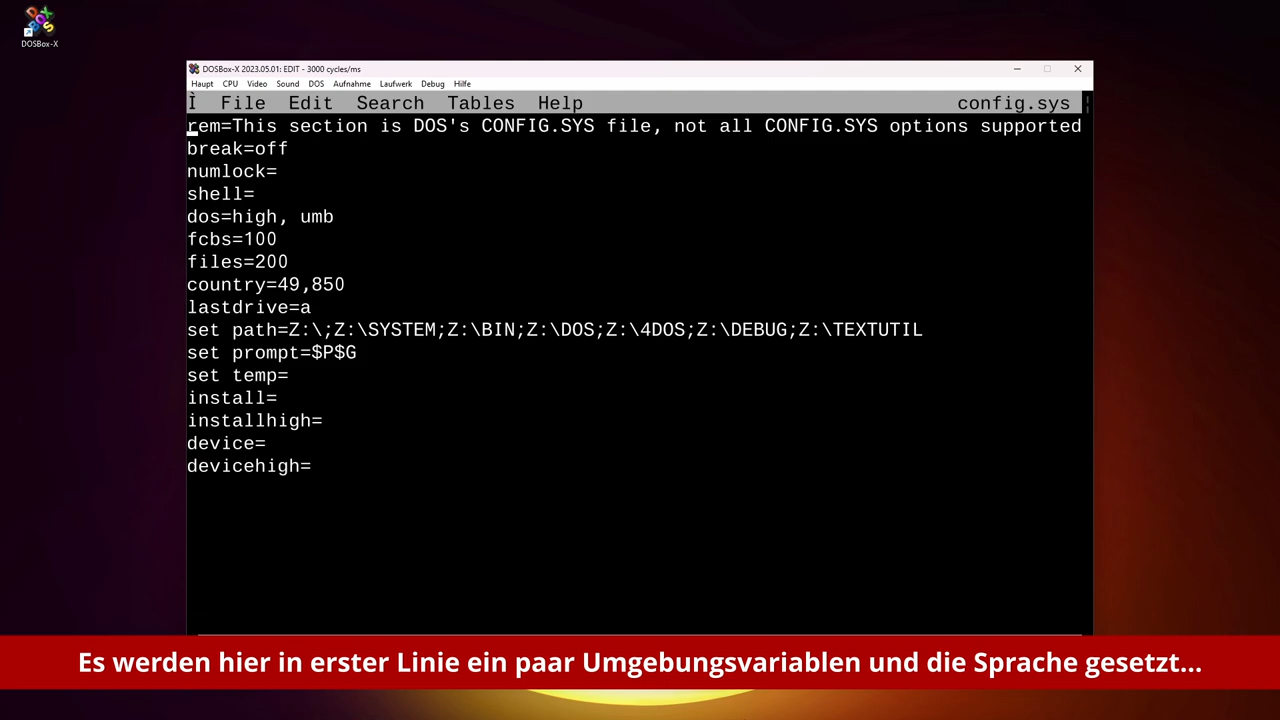 DOSBox-X
DOSBox-X 2023.05.01: EDIT - 3000 cycles/ms
Haupt CPU Video Sound DOS Aufnahme Laufwerk Debug Hilfe
Ì File Edit Search Tables Help config.sys
rem=This section is DOS's CONFIG.SYS file, not all CONFIG.SYS options supported
break=off
numlock=
shell=
dos=high, umb
fcbs=100
files=200
country=49,850
lastdrive=a
set path=Z:\;Z:\SYSTEM;Z:\BIN;Z:\DOS;Z:\4DOS;Z:\DEBUG;Z:\TEXTUTIL
set prompt=$P$G
set temp=
install=
installhigh=
device=
devicehigh=
Es werden hier in erster Linie ein paar Umgebungsvariablen und die Sprache gesetzt...